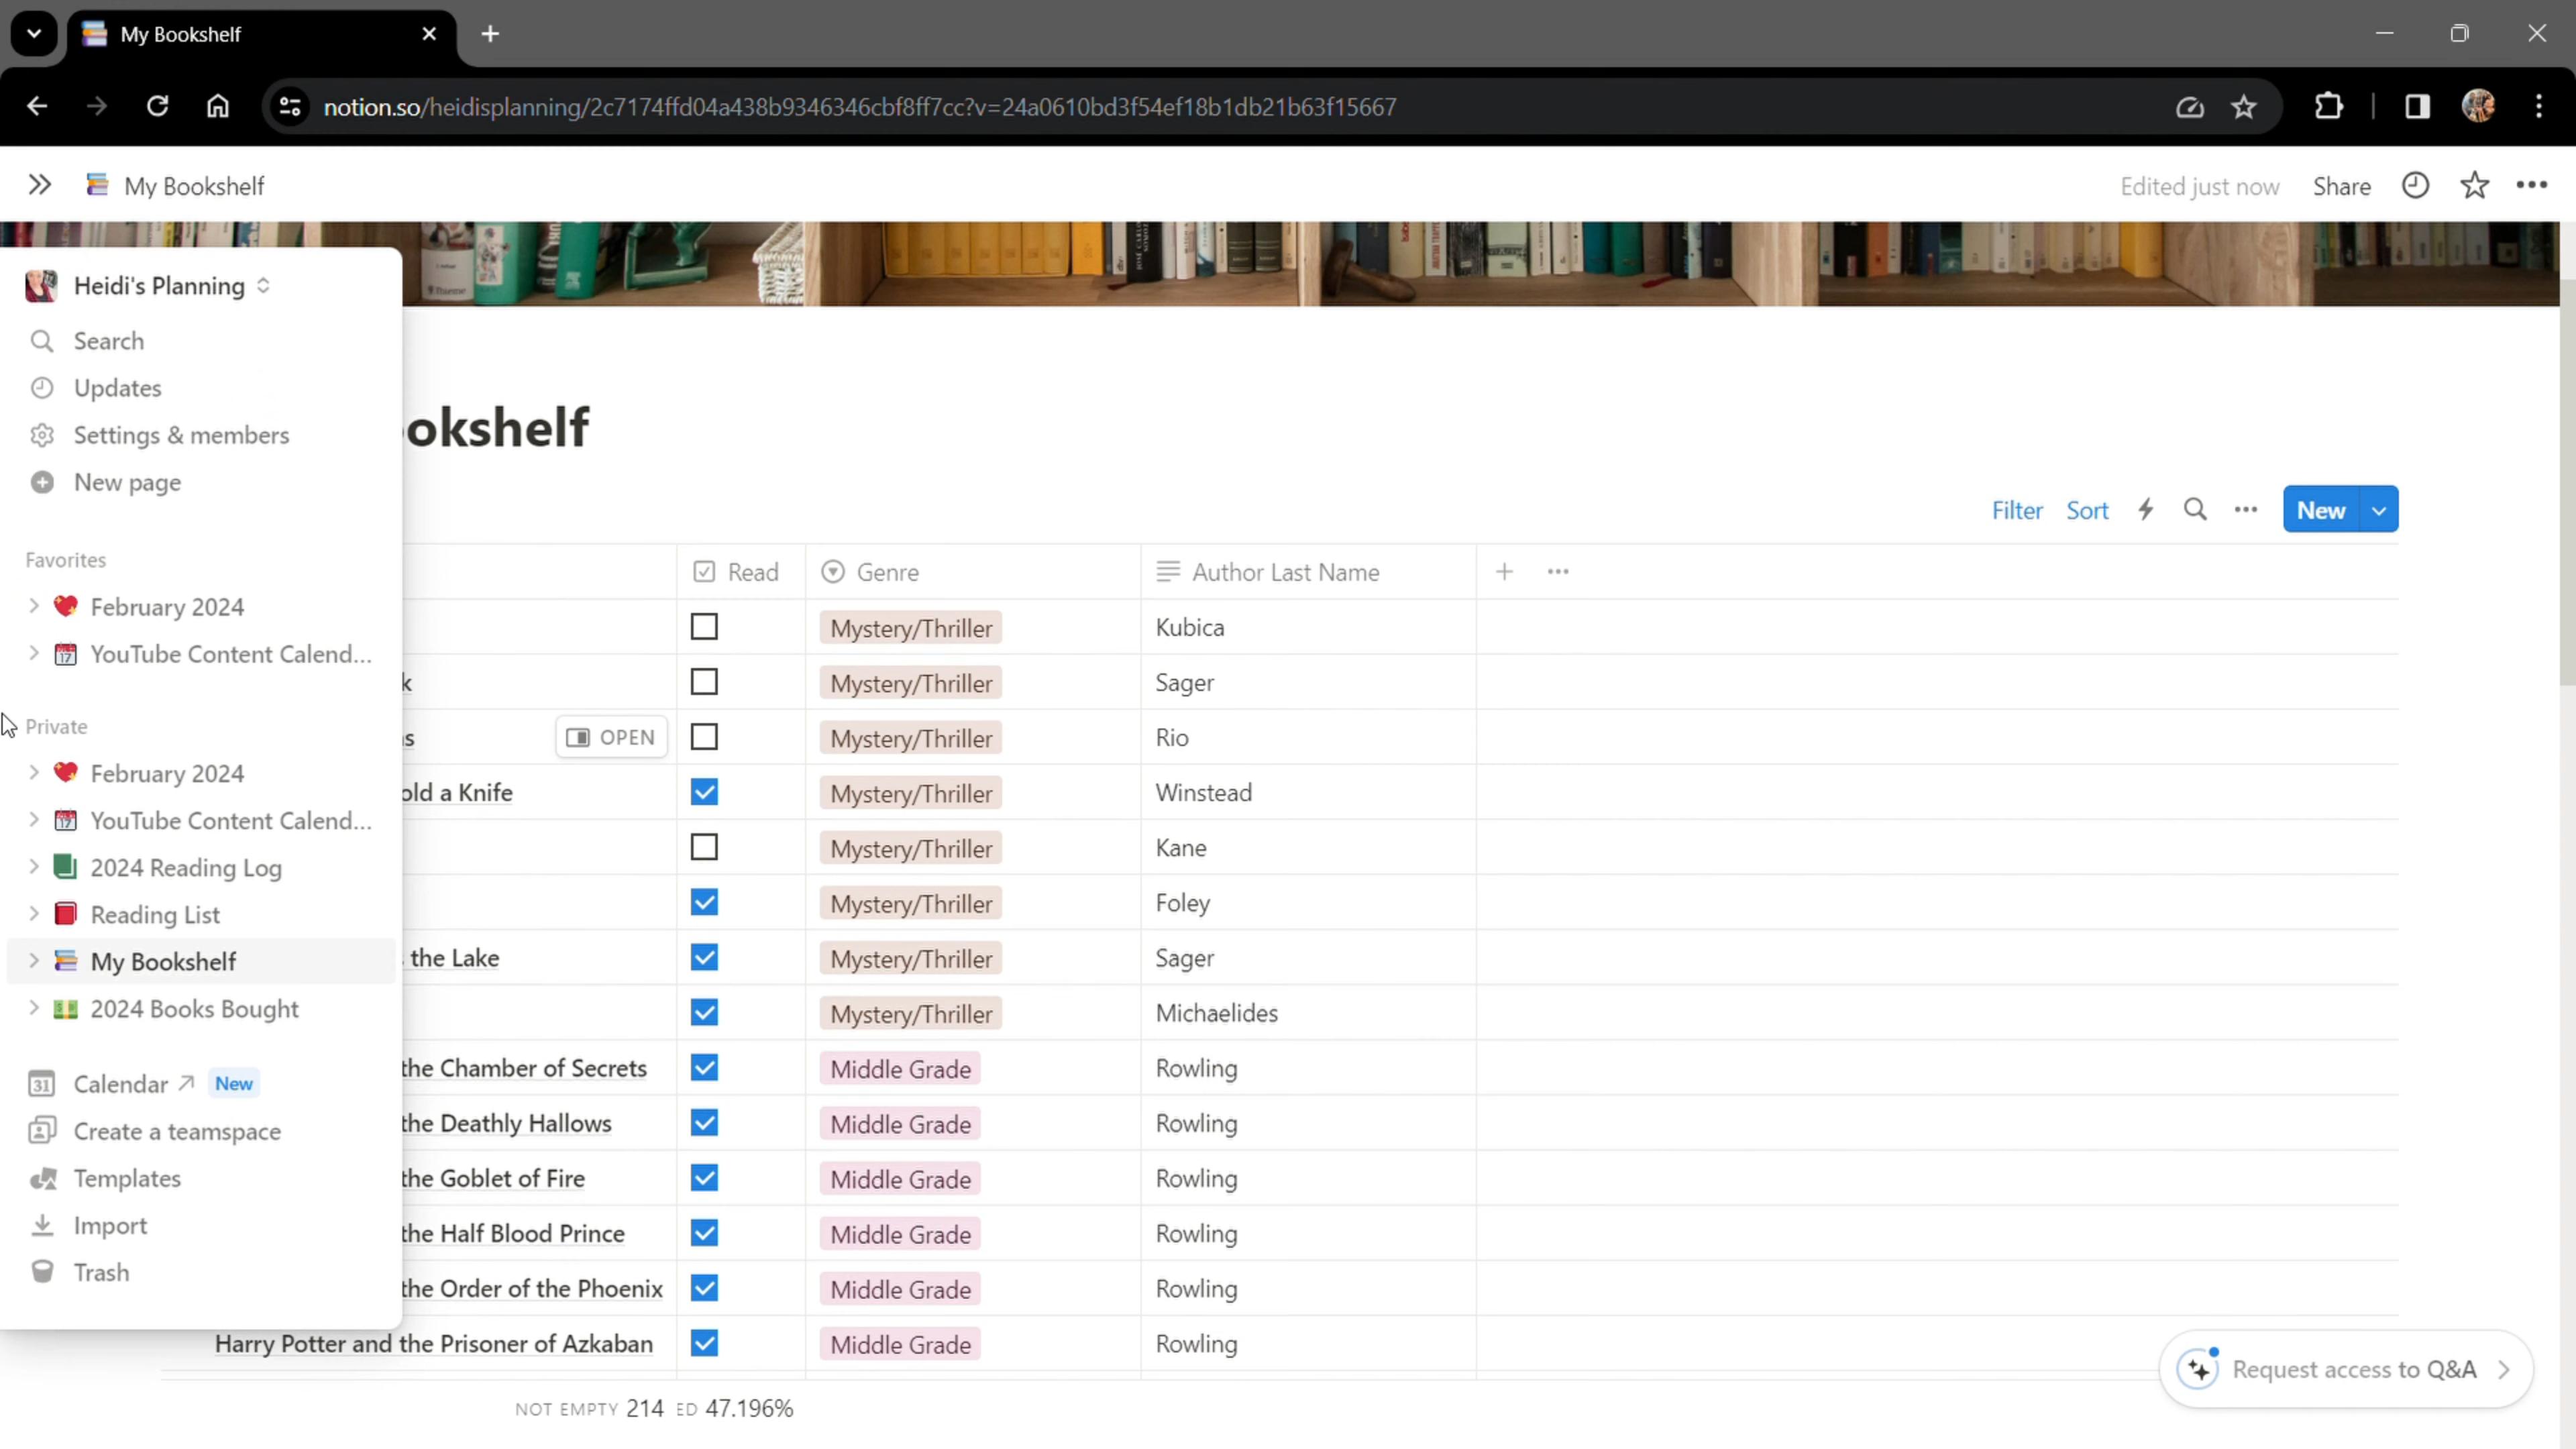 My Bookshelf
notion.so/heidisplanning/2c7174ffd04a438b9346346cbf8ff7cc?v=24a0610bd3f54ef18b1db21b63f15667
My Bookshelf
Edited just now Share
Heidi's Planning
Search
Updates
Settings & members
New page
Favorites
February 2024
YouTube Content Calend...
Private
February 2024
YouTube Content Calend...
2024 Reading Log
Reading List
My Bookshelf
2024 Books Bought
31 Calendar New
Create a teamspace
Templates
Import
Trash
ookshelf
Filter Sort New
Read Genre Author Last Name
Mystery/Thriller Kubica
k Mystery/Thriller Sager
s OPEN Mystery/Thriller Rio
old a Knife Mystery/Thriller Winstead
Mystery/Thriller Kane
Mystery/Thriller Foley
the Lake Mystery/Thriller Sager
Mystery/Thriller Michaelides
the Chamber of Secrets Middle Grade Rowling
the Deathly Hallows Middle Grade Rowling
the Goblet of Fire Middle Grade Rowling
the Half Blood Prince Middle Grade Rowling
the Order of the Phoenix Middle Grade Rowling
Harry Potter and the Prisoner of Azkaban Middle Grade Rowling
NOT EMPTY 214 ED 47.196%
Request access to Q&A